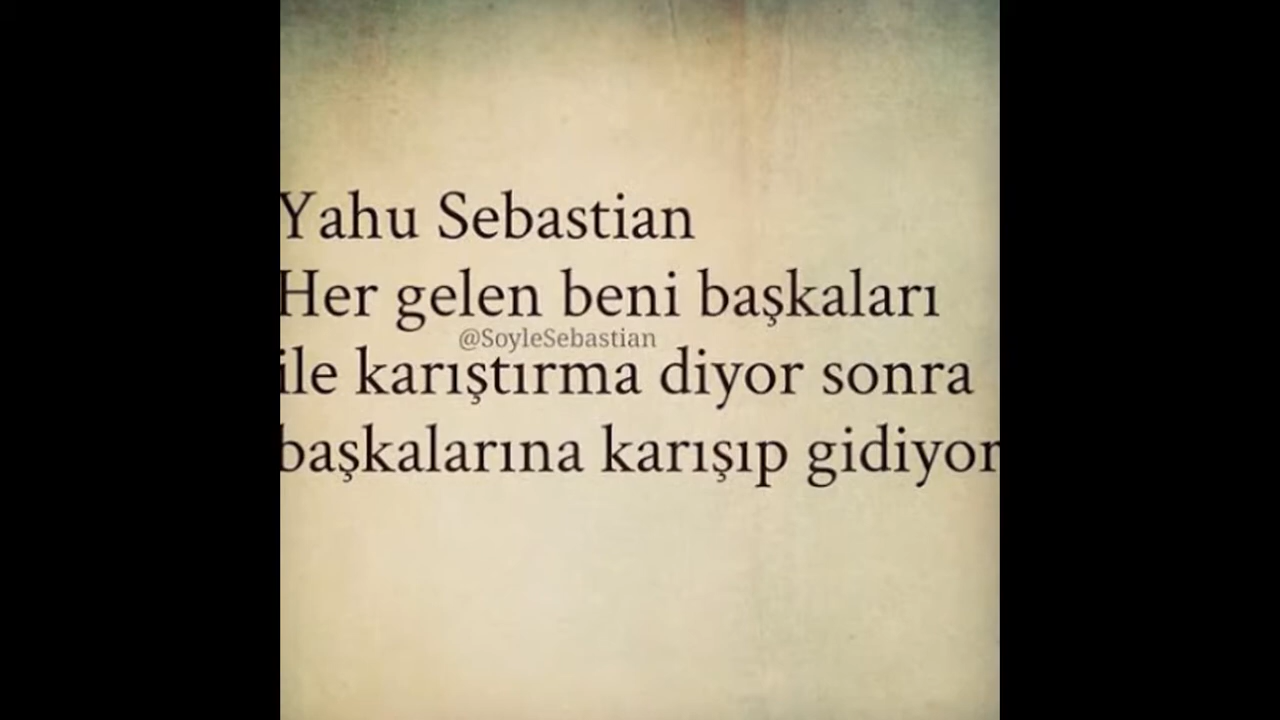 Yahu Sebastian
Her gelen beni başkaları
@SoyleSebastian
ile karıştırma diyor sonra
başkalarına karışıp gidiyor